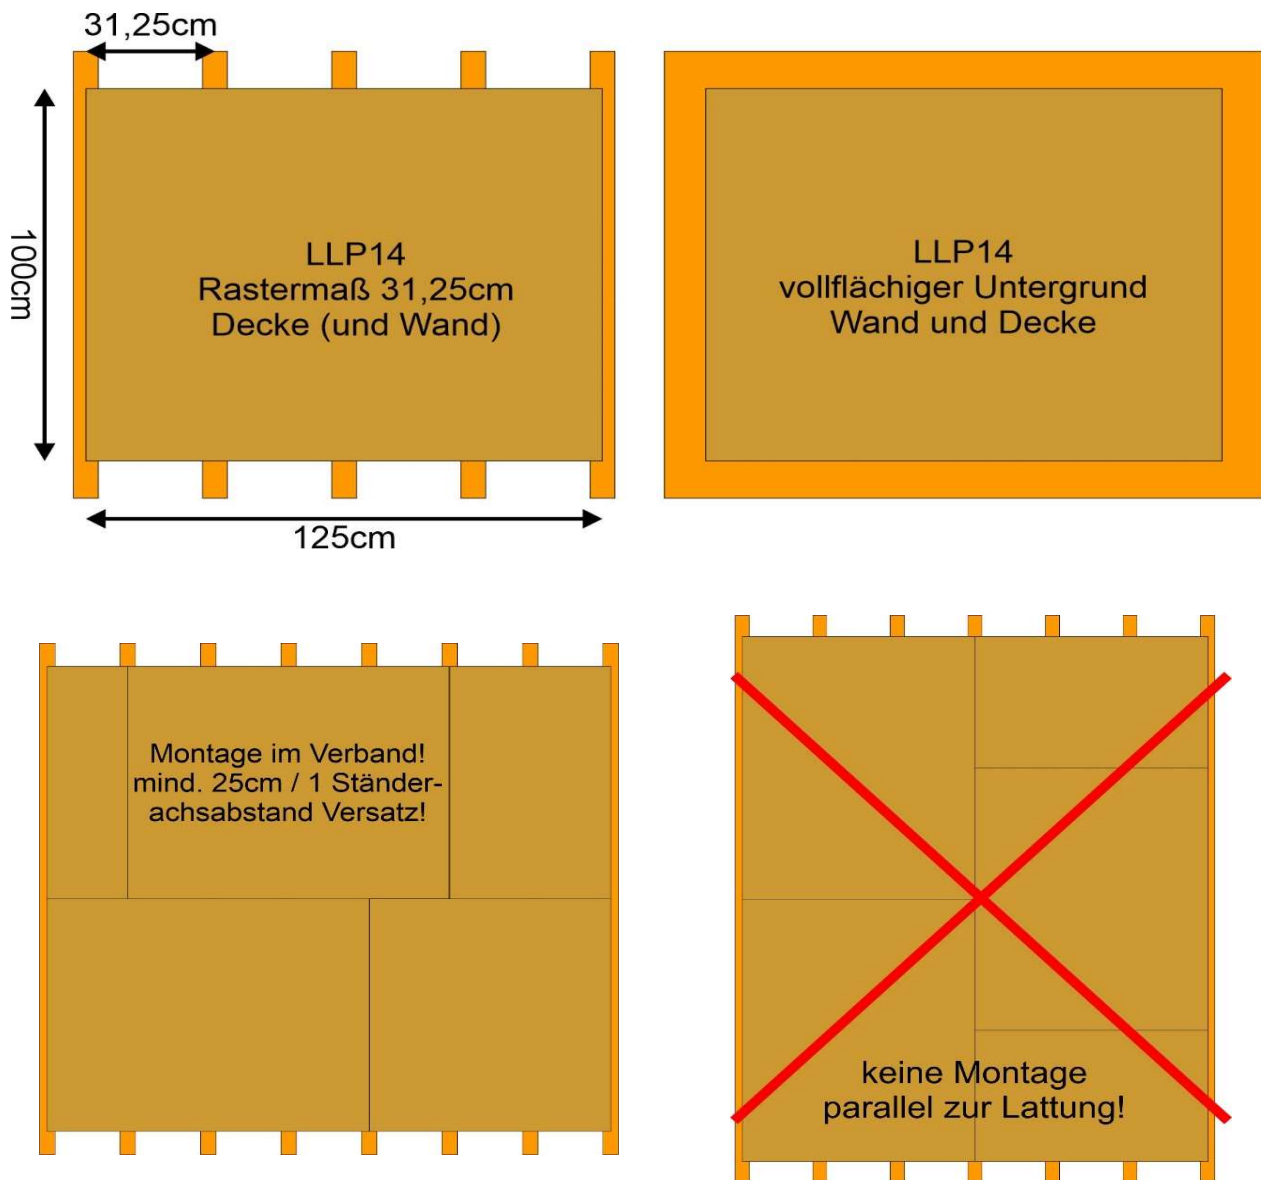 31,25cm
100cm
LLP14
Rastermaß 31,25cm
Decke (und Wand)
125cm
LLP14
vollflächiger Untergrund
Wand und Decke
Montage im Verband!
mind. 25cm / 1 Ständer-
achsabstand Versatz!
keine Montage
parallel zur Lattung!